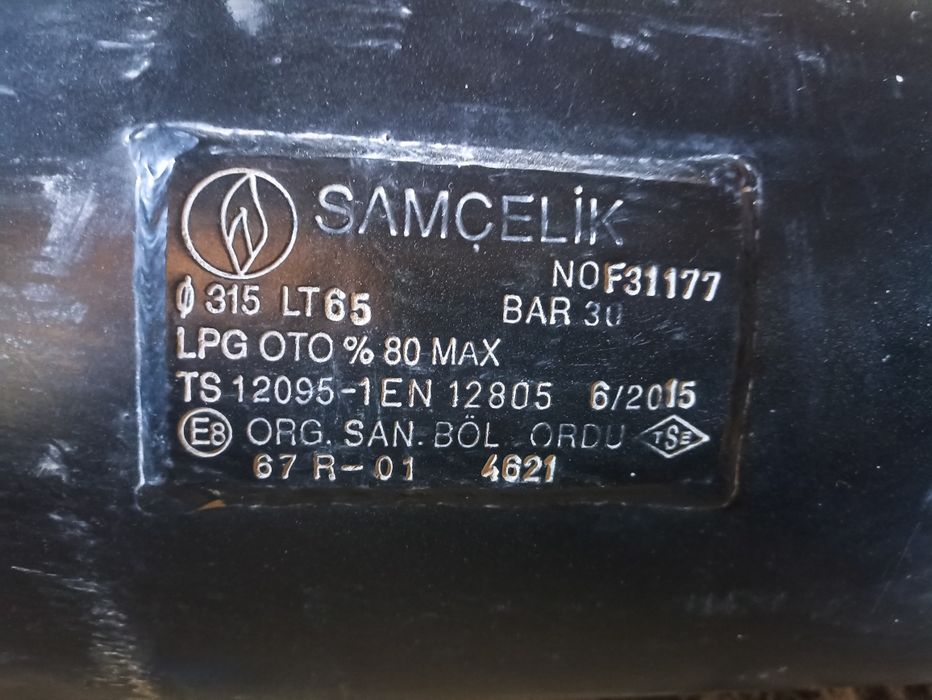 SAMÇELİK
NO F31177
ϕ 315 LT 65
BAR 30
LPG OTO % 80 MAX
TS 12095-1 EN 12805 6/2015
E8 ORG. SAN. BÖL. ORDU TSE
67 R-01 4621